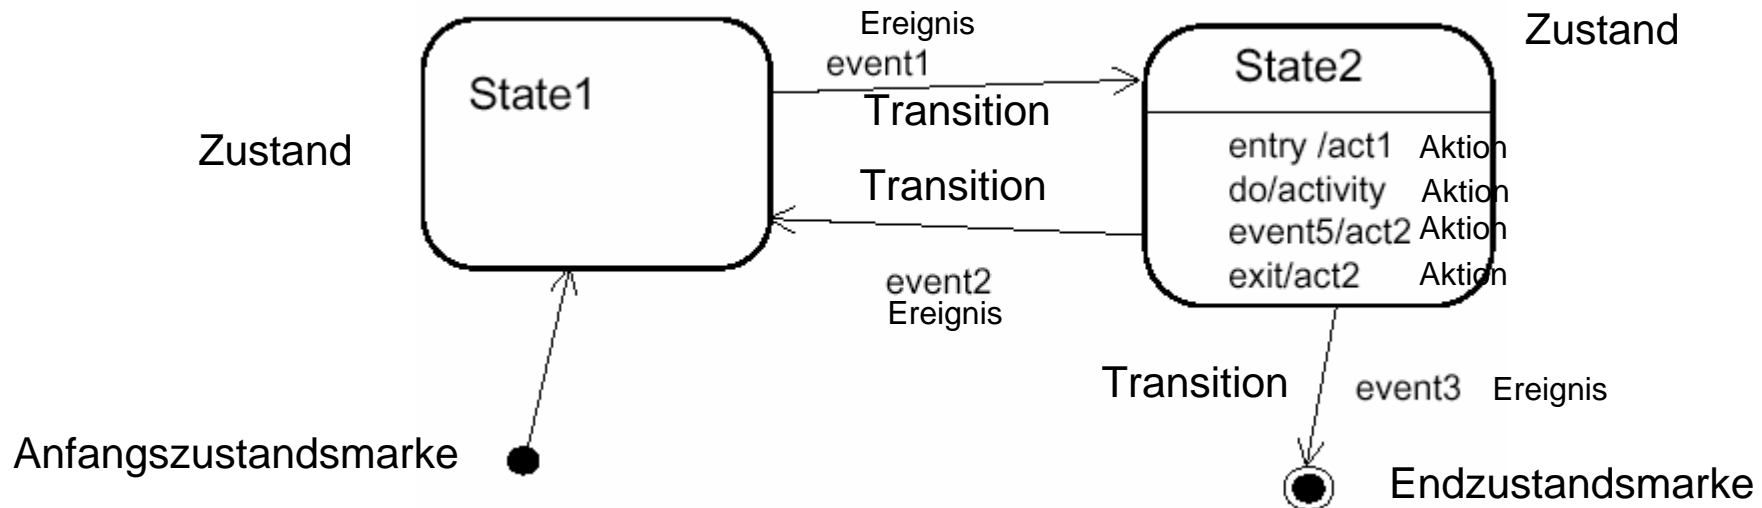 Ereignis
Zustand
event1
State2
State1
Transition
Zustand
entry /act1 Aktion
Transition
do/activity Aktion
event5/act2 Aktion
event2
exit/act2 Aktion
Ereignis
Transition
event3 Ereignis
Anfangszustandsmarke
Endzustandsmarke